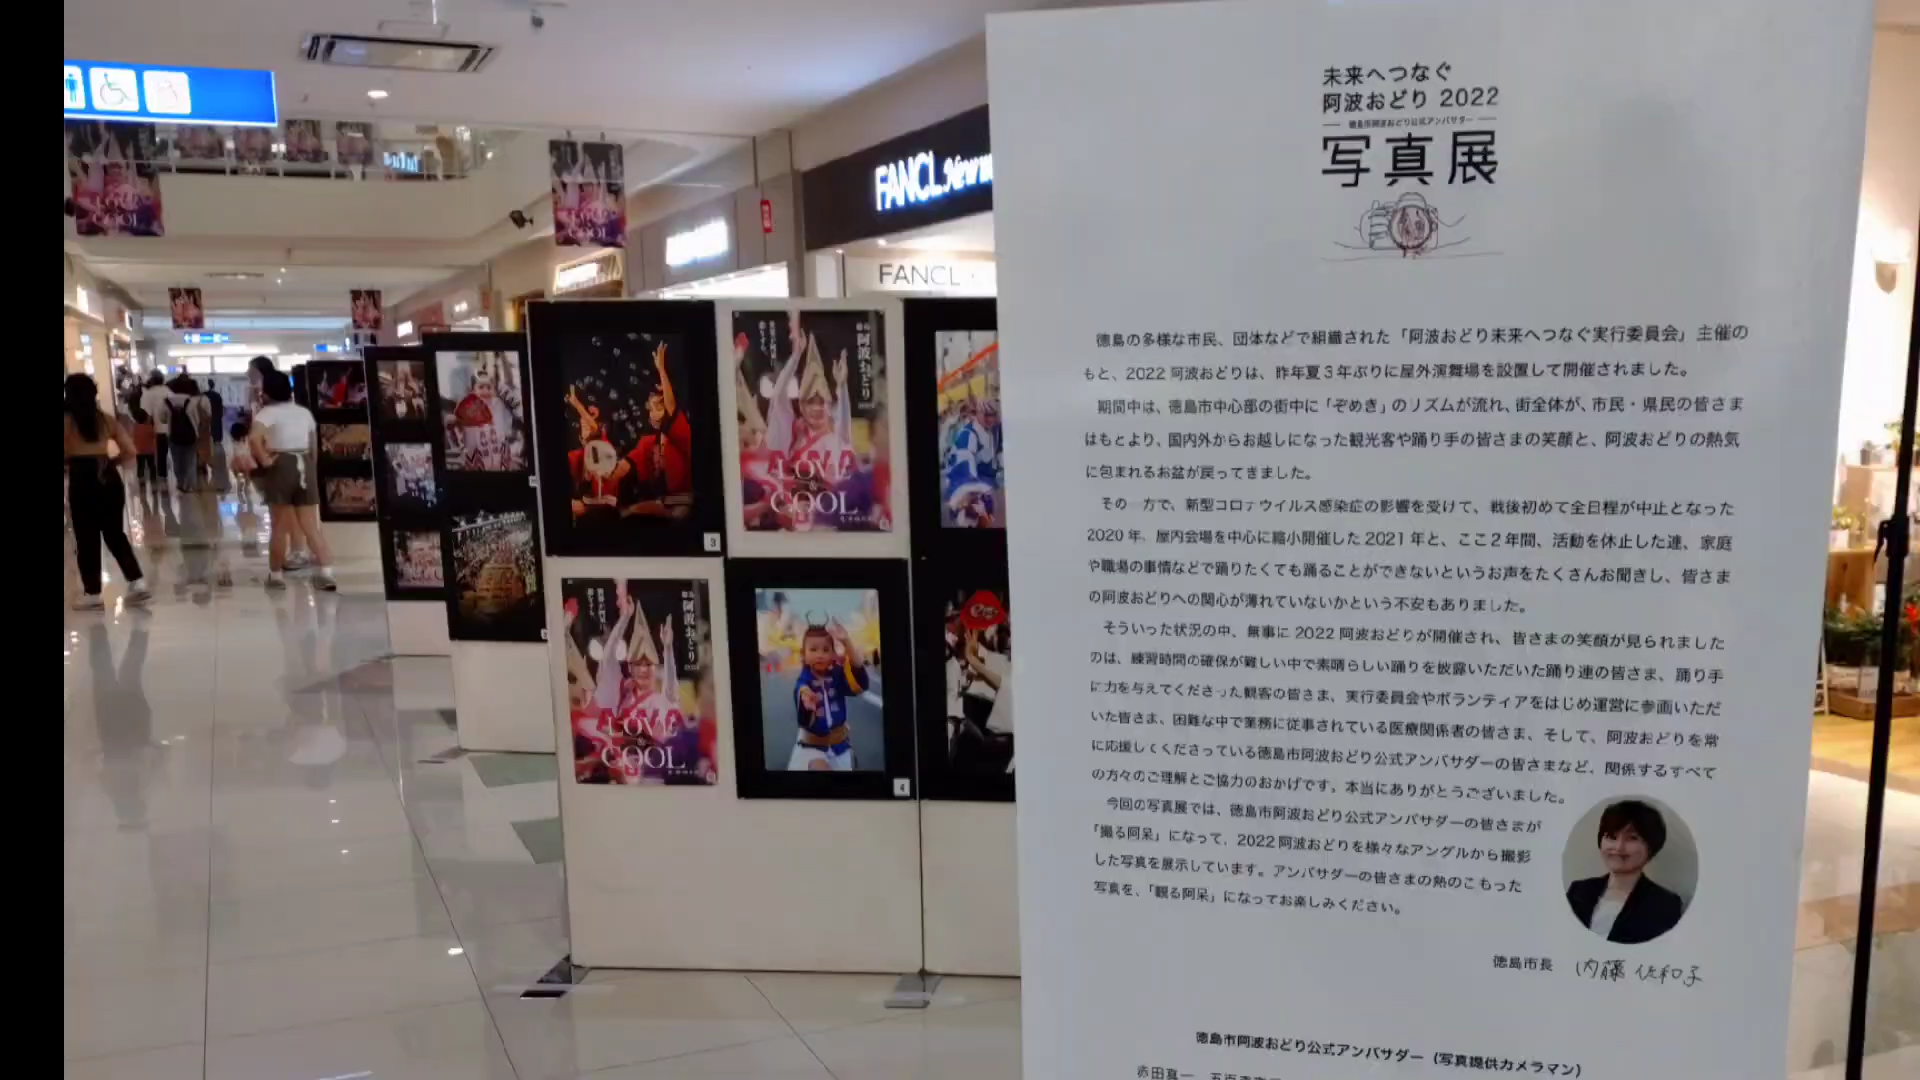 未来へつなぐ
阿波おどり 2022
徳島市阿波おどり公式アンバサダー
写真展
徳島の多様な市民、団体などで組織された「阿波おどり未来へつなぐ実行委員会」主催の
もと、2022 阿波おどりは、昨年夏3年ぶりに屋外演舞場を設置して開催されました。
期間中は、徳島市中心部の街中に「ぞめき」のリズムが流れ、街全体が、市民・県民の皆さま
はもとより、国内外からお越しになった観光客や踊り手の皆さまの笑顔と、阿波おどりの熱気
に包まれるお盆が戻ってきました。
その一方で、新型コロナウイルス感染症の影響を受けて、戦後初めて全日程が中止となった
2020 年、屋内会場を中心に縮小開催した 2021 年と、ここ2年間、活動を休止した連、家庭
や職場の事情などで踊りたくても踊ることができないというお声をたくさんお聞きし、皆さま
の阿波おどりへの関心が薄れていないかという不安もありました。
そういった状況の中、無事に 2022 阿波おどりが開催され、皆さまの笑顔が見られました
のは、練習時間の確保が難しい中で素晴らしい踊りを披露いただいた踊り連の皆さま、踊り手
に力を与えてくださった観客の皆さま、実行委員会やボランティアをはじめ運営に参画いただ
いた皆さま、困難な中で業務に従事されている医療関係者の皆さま、そして、阿波おどりを常
に応援してくださっている徳島市阿波おどり公式アンバサダーの皆さまなど、関係するすべて
の方々のご理解とご協力のおかげです。本当にありがとうございました。
今回の写真展では、徳島市阿波おどり公式アンバサダーの皆さまが
「撮る阿呆」になって、2022 阿波おどりを様々なアングルから撮影
した写真を展示しています。アンバサダーの皆さまの熱のこもった
写真を、「観る阿呆」になってお楽しみください。
徳島市長 内藤 佐和子
徳島市阿波おどり公式アンバサダー（写真提供カメラマン）
赤田真一
FANCL
FANCL
LOVE
&
COOL
阿波おどり
3
LOVE
&
COOL
阿波おどり
4
LOVE
&
COOL
LOVE
&
COOL